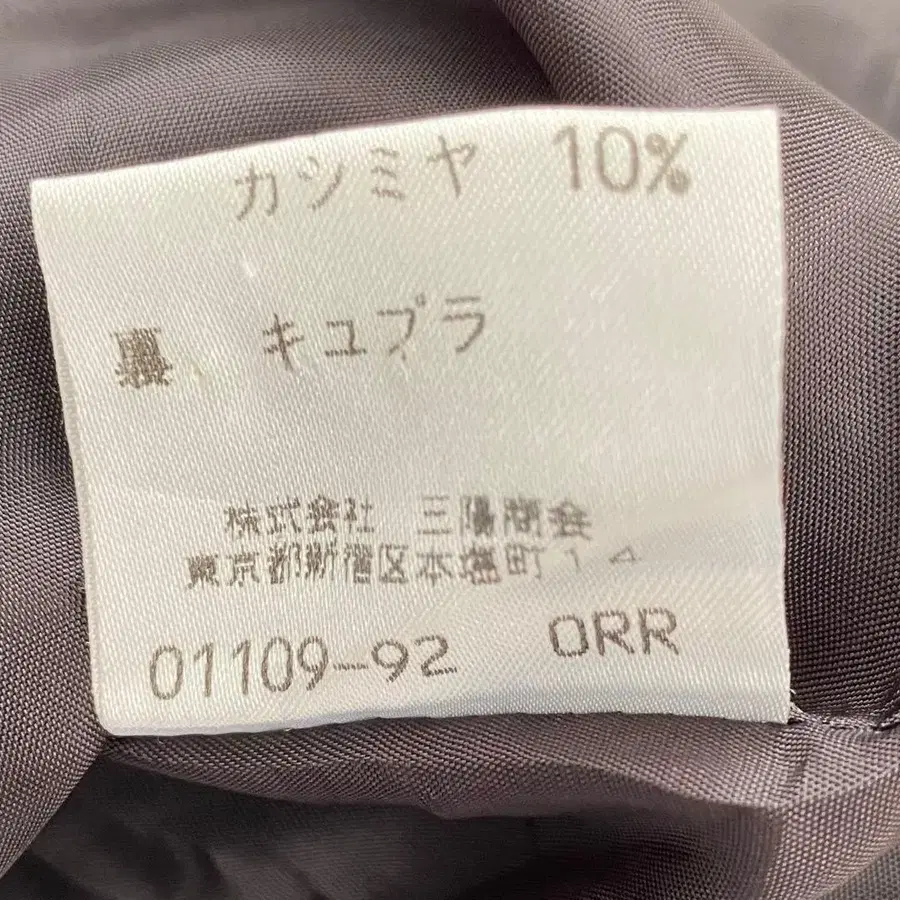 カシミヤ 10%
裏、キュプラ
株式会社 三陽商会
東京都新宿区本塩町14
01109-92 ORR